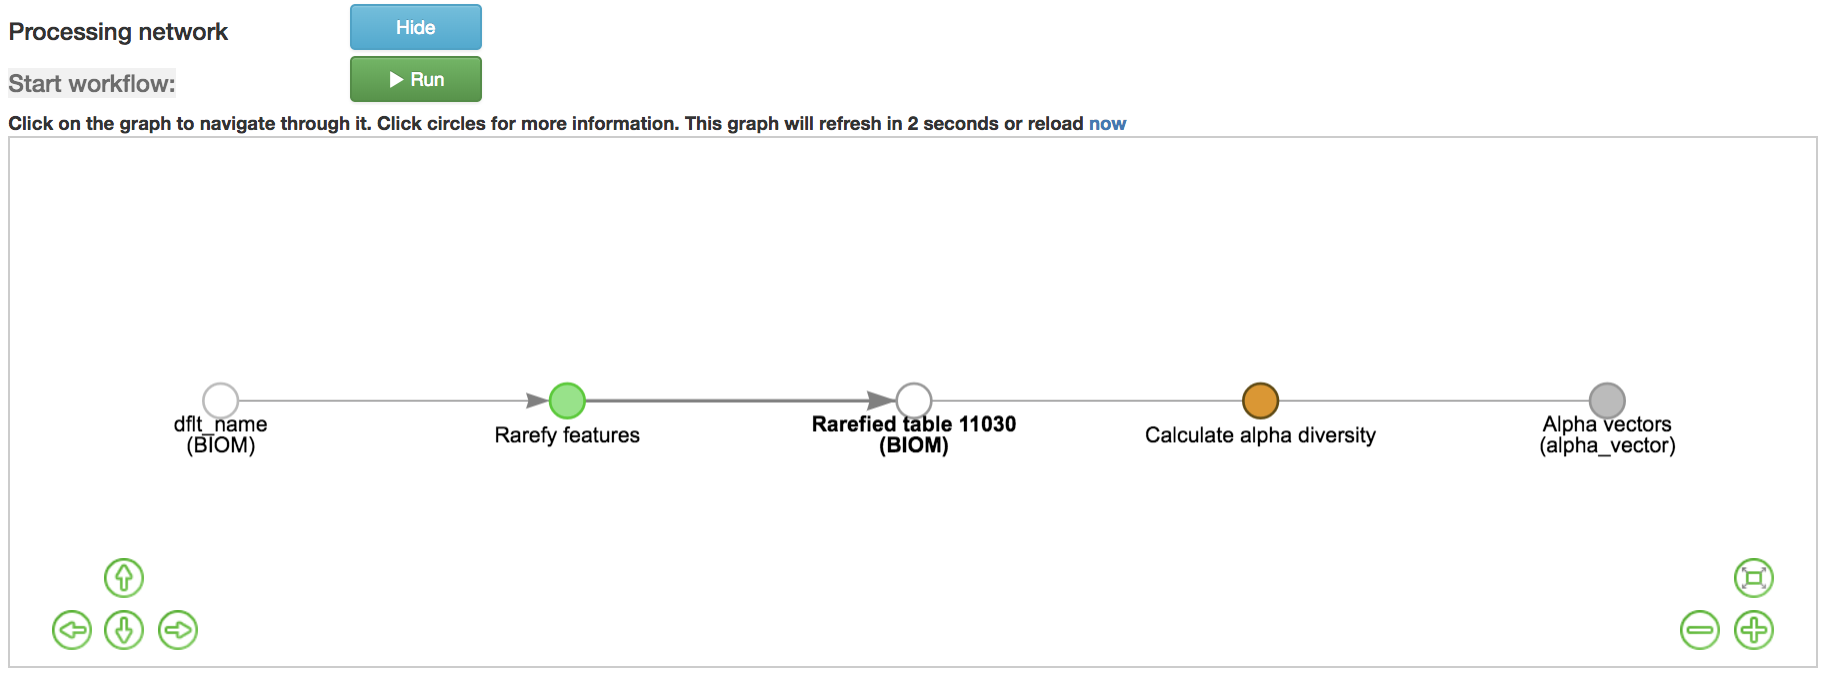 Processing network
Hide
Start workflow:
Run
Click on the graph to navigate through it. Click circles for more information. This graph will refresh in 2 seconds or reload now
dflt_name
(BIOM)
Rarefy features
Rarefied table 11030
(BIOM)
Calculate alpha diversity
Alpha vectors
(alpha_vector)